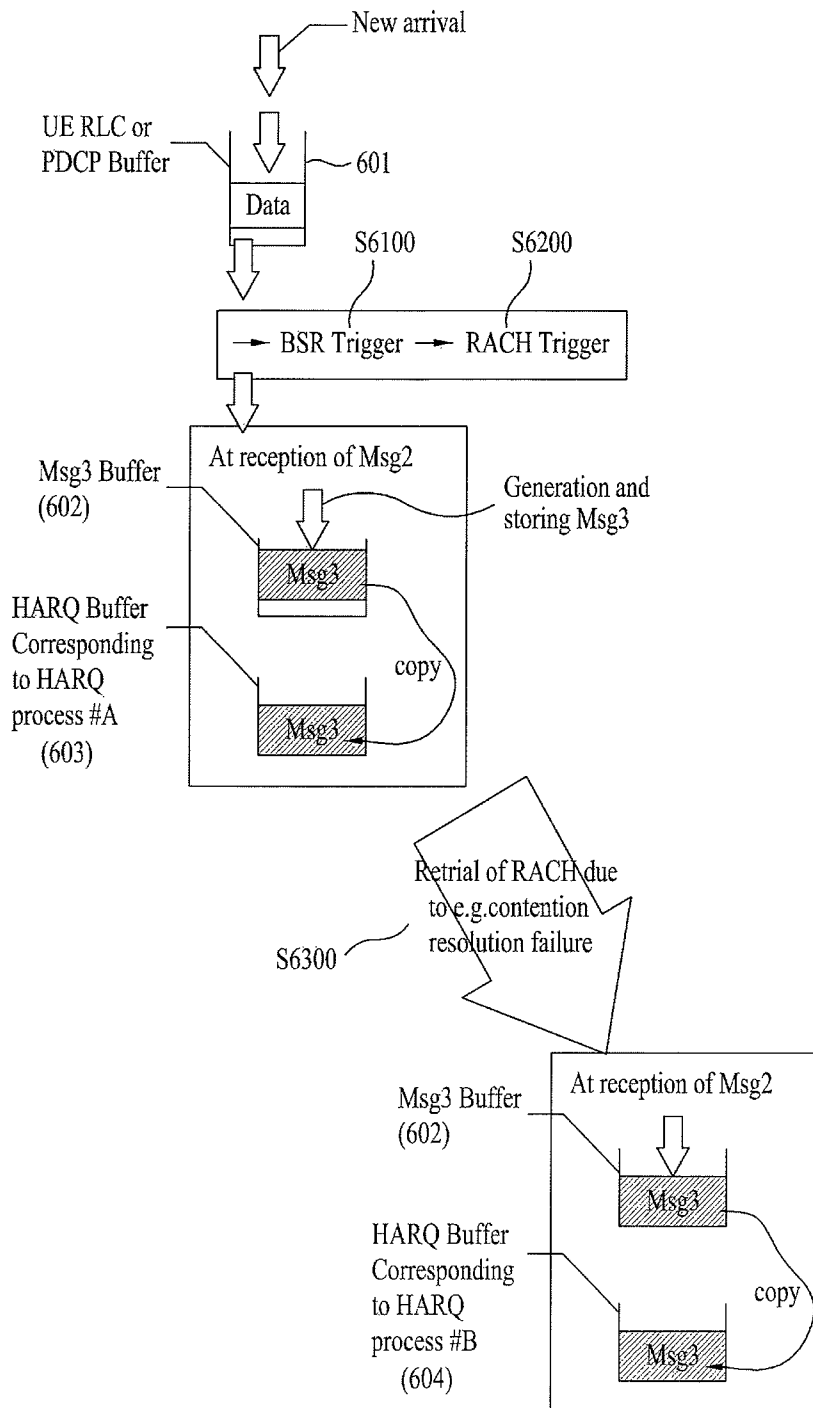 New arrival
UE RLC or
PDCP Buffer
601
Data
S6100
S6200
BSR Trigger
RACH Trigger
At reception of Msg2
Msg3 Buffer
(602)
Generation and
storing Msg3
Msg3
HARQ Buffer
Corresponding
to HARQ
process #A
(603)
copy
Msg3
Retrial of RACH due
to e.g.contention
resolution failure
S6300
At reception of Msg2
Msg3 Buffer
(602)
Msg3
HARQ Buffer
Corresponding
to HARQ
process #B
(604)
copy
Msg3